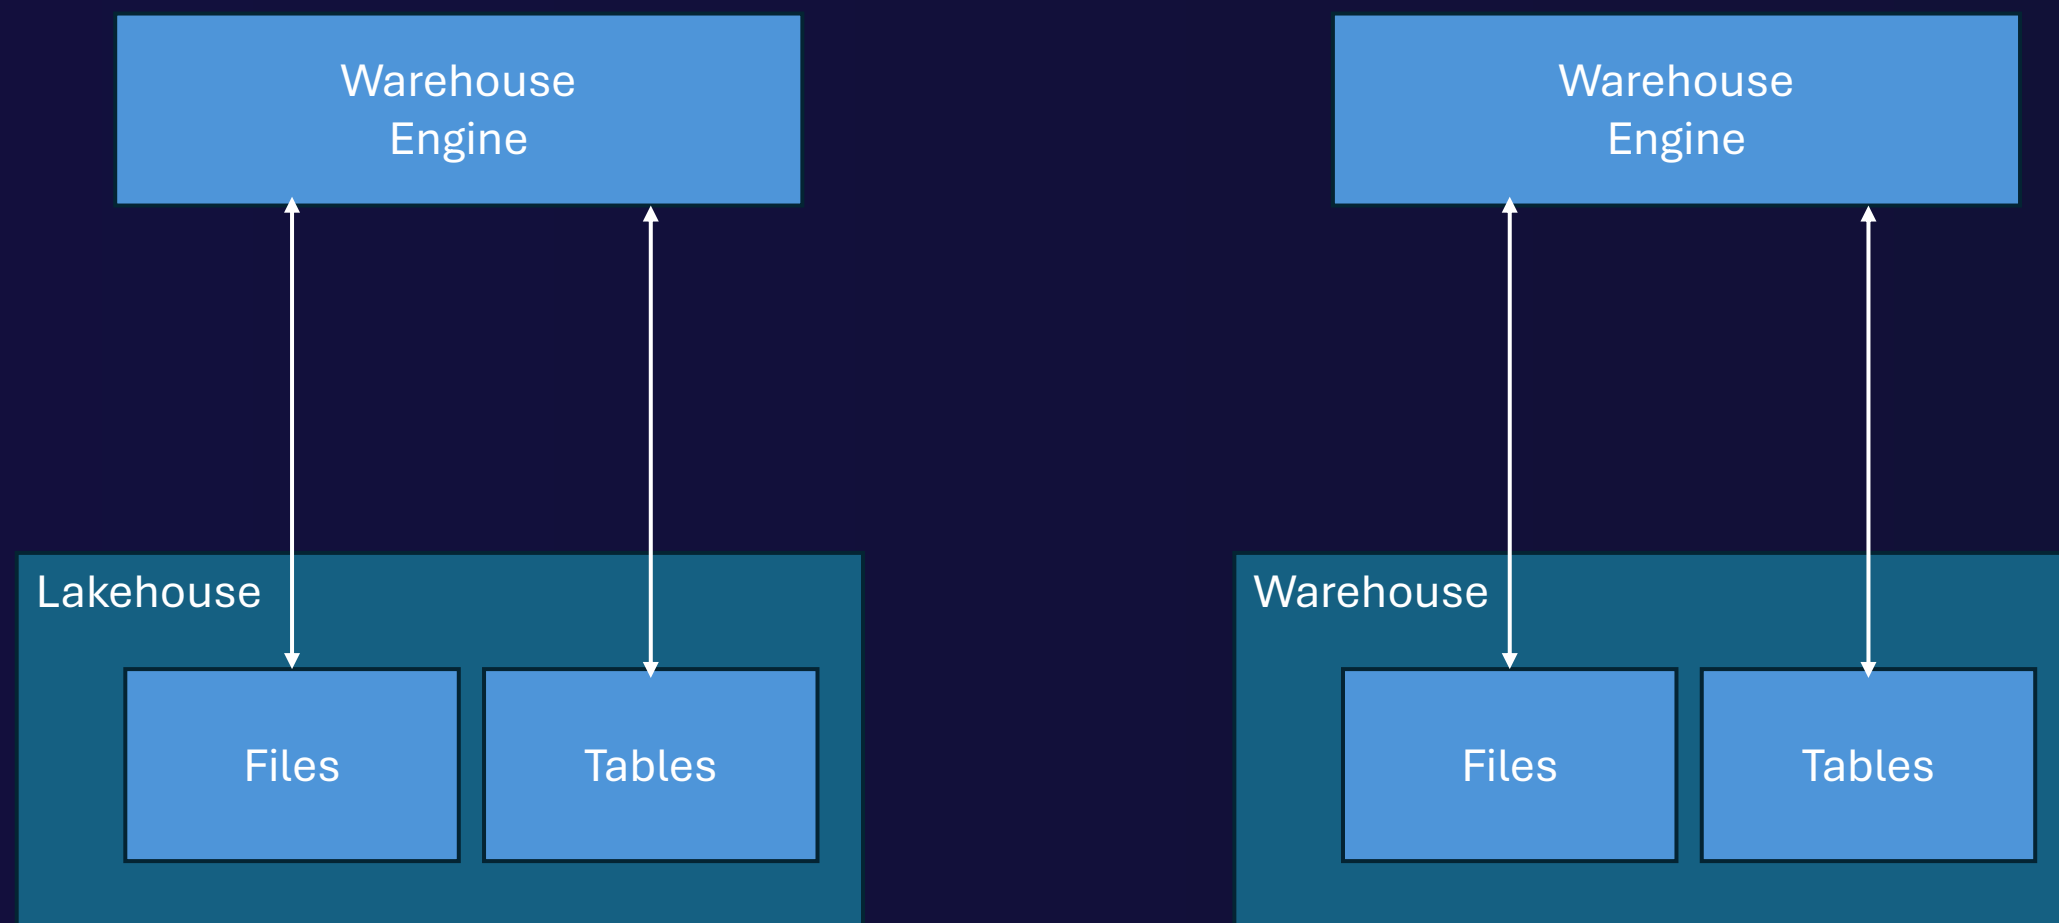 Warehouse
Engine
Warehouse
Engine
Lakehouse
Files
Tables
Warehouse
Files
Tables